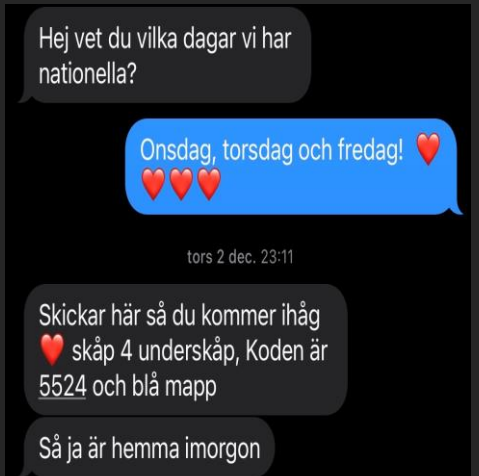 Hej vet du vilka dagar vi har
nationella?
Onsdag, torsdag och fredag! ❤️
❤️❤️❤️
tors 2 dec. 23:11
Skickar här så du kommer ihåg
❤️ skåp 4 underskåp, Koden är
5524 och blå mapp
Så ja är hemma imorgon